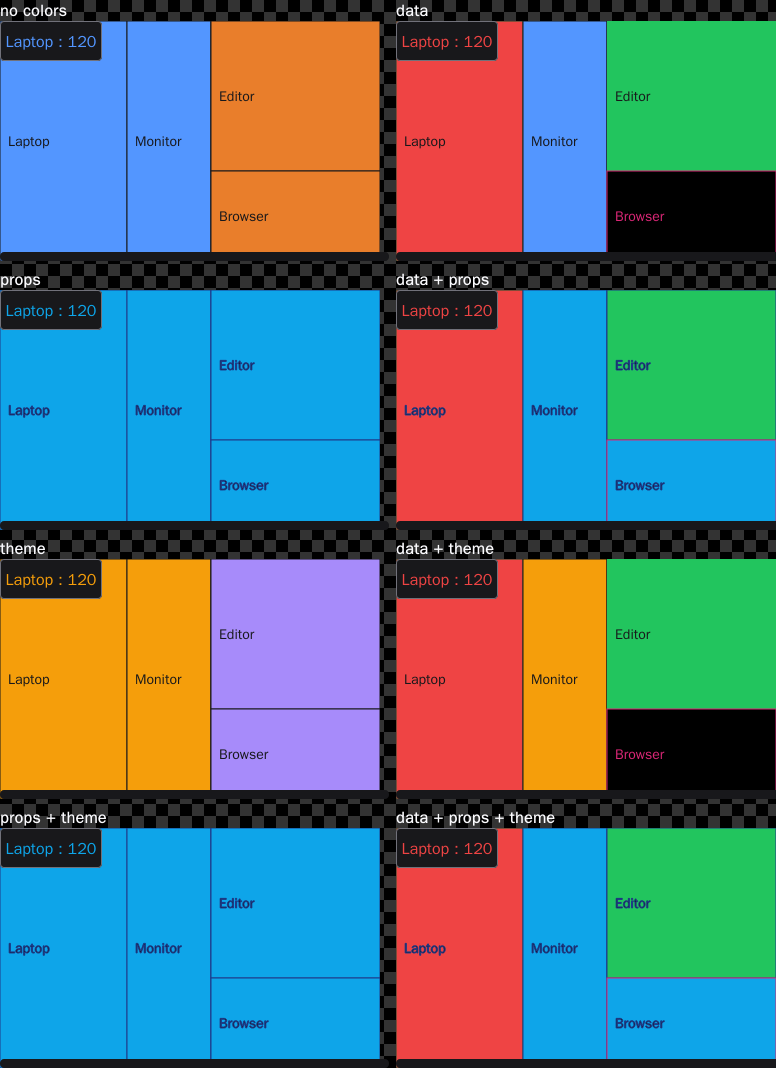 no colors
Laptop : 120
Laptop
Monitor
Editor
Browser
data
Laptop : 120
Laptop
Monitor
Editor
Browser
props
Laptop : 120
Laptop
Monitor
Editor
Browser
data + props
Laptop : 120
Laptop
Monitor
Editor
Browser
theme
Laptop : 120
Laptop
Monitor
Editor
Browser
data + theme
Laptop : 120
Laptop
Monitor
Editor
Browser
props + theme
Laptop : 120
Laptop
Monitor
Editor
Browser
data + props + theme
Laptop : 120
Laptop
Monitor
Editor
Browser